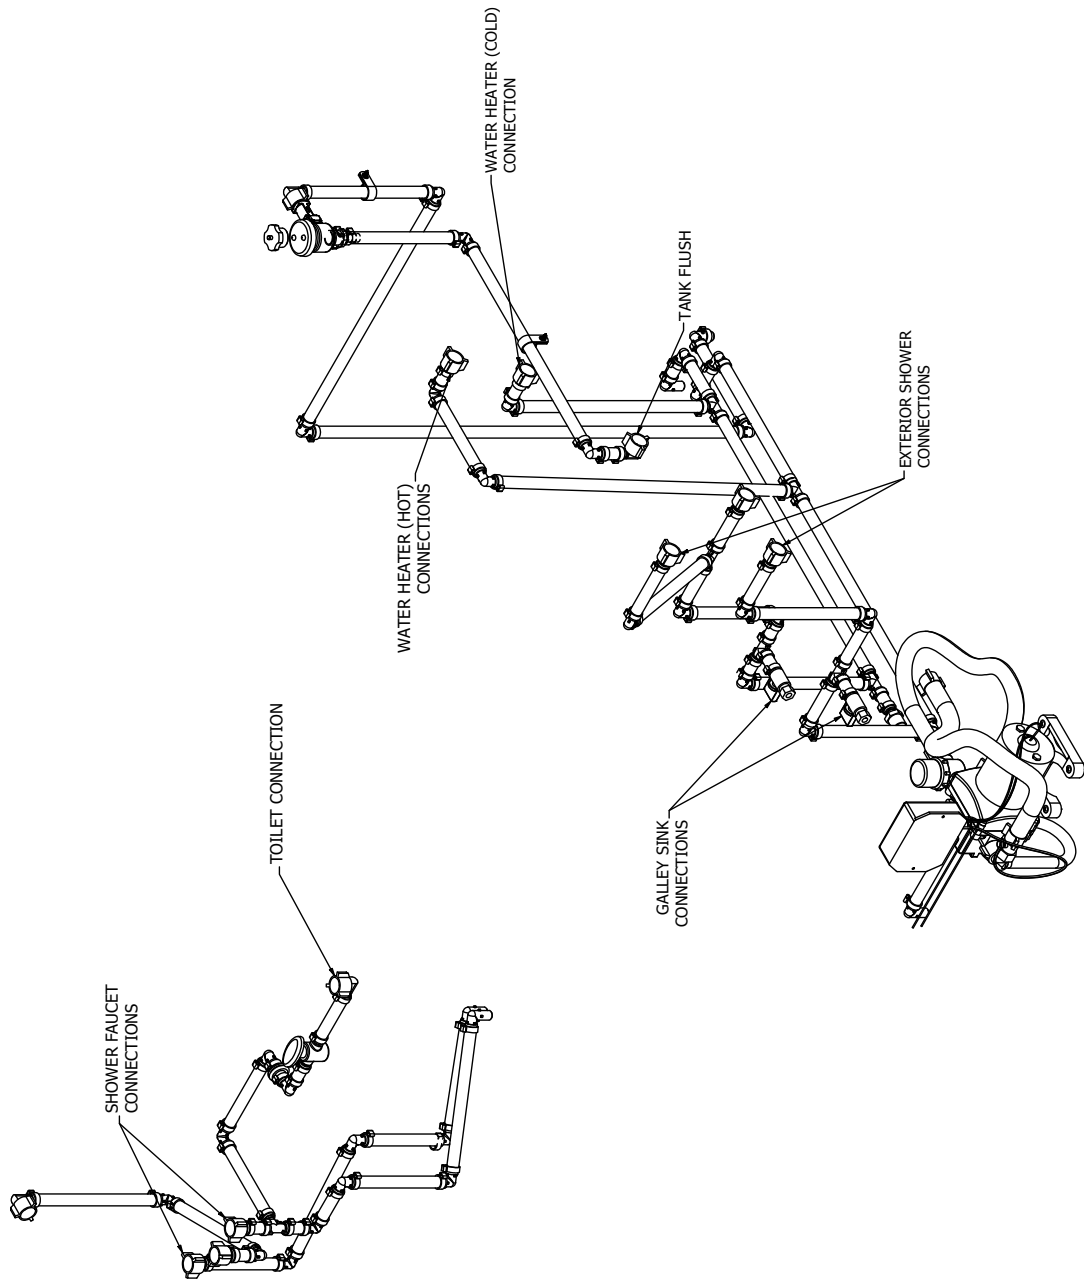 SHOWER FAUCET
CONNECTIONS
TOILET CONNECTION
WATER HEATER (HOT)
CONNECTIONS
WATER HEATER (COLD)
CONNECTION
TANK FLUSH
EXTERIOR SHOWER
CONNECTIONS
GALLEY SINK
CONNECTIONS